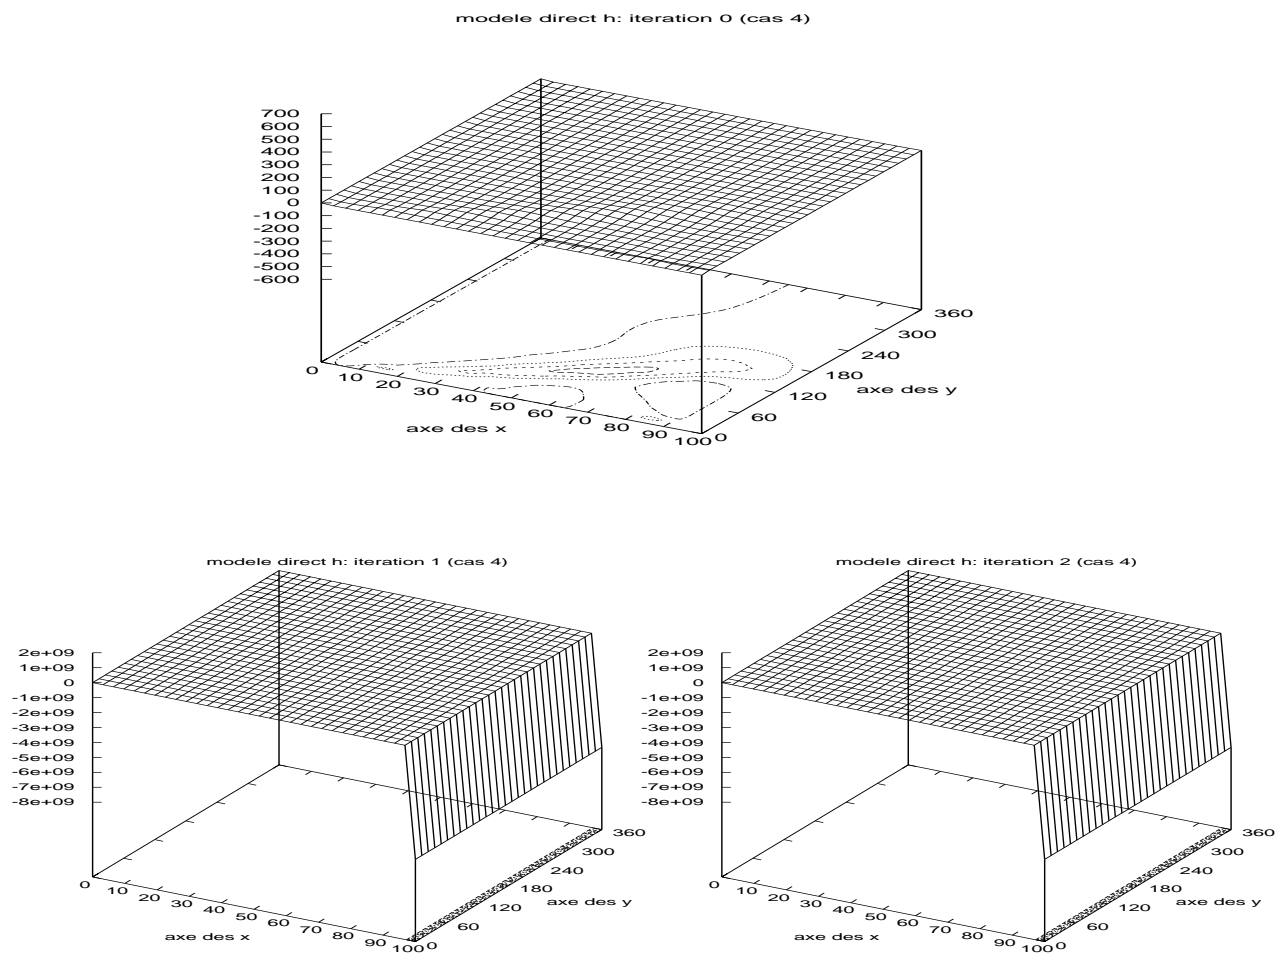 modele direct h: iteration 0 (cas 4)
700
600
500
400
300
200
100
0
-100
-200
-300
-400
-500
-600
0
10
20
30
40
50
60
70
80
90
100
axe des x
0
60
120
180
240
300
360
axe des y
modele direct h: iteration 1 (cas 4)
2e+09
1e+09
0
-1e+09
-2e+09
-3e+09
-4e+09
-5e+09
-6e+09
-7e+09
-8e+09
0
10
20
30
40
50
60
70
80
90
100
axe des x
0
60
120
180
240
300
360
axe des y
modele direct h: iteration 2 (cas 4)
2e+09
1e+09
0
-1e+09
-2e+09
-3e+09
-4e+09
-5e+09
-6e+09
-7e+09
-8e+09
0
10
20
30
40
50
60
70
80
90
100
axe des x
0
60
120
180
240
300
360
axe des y